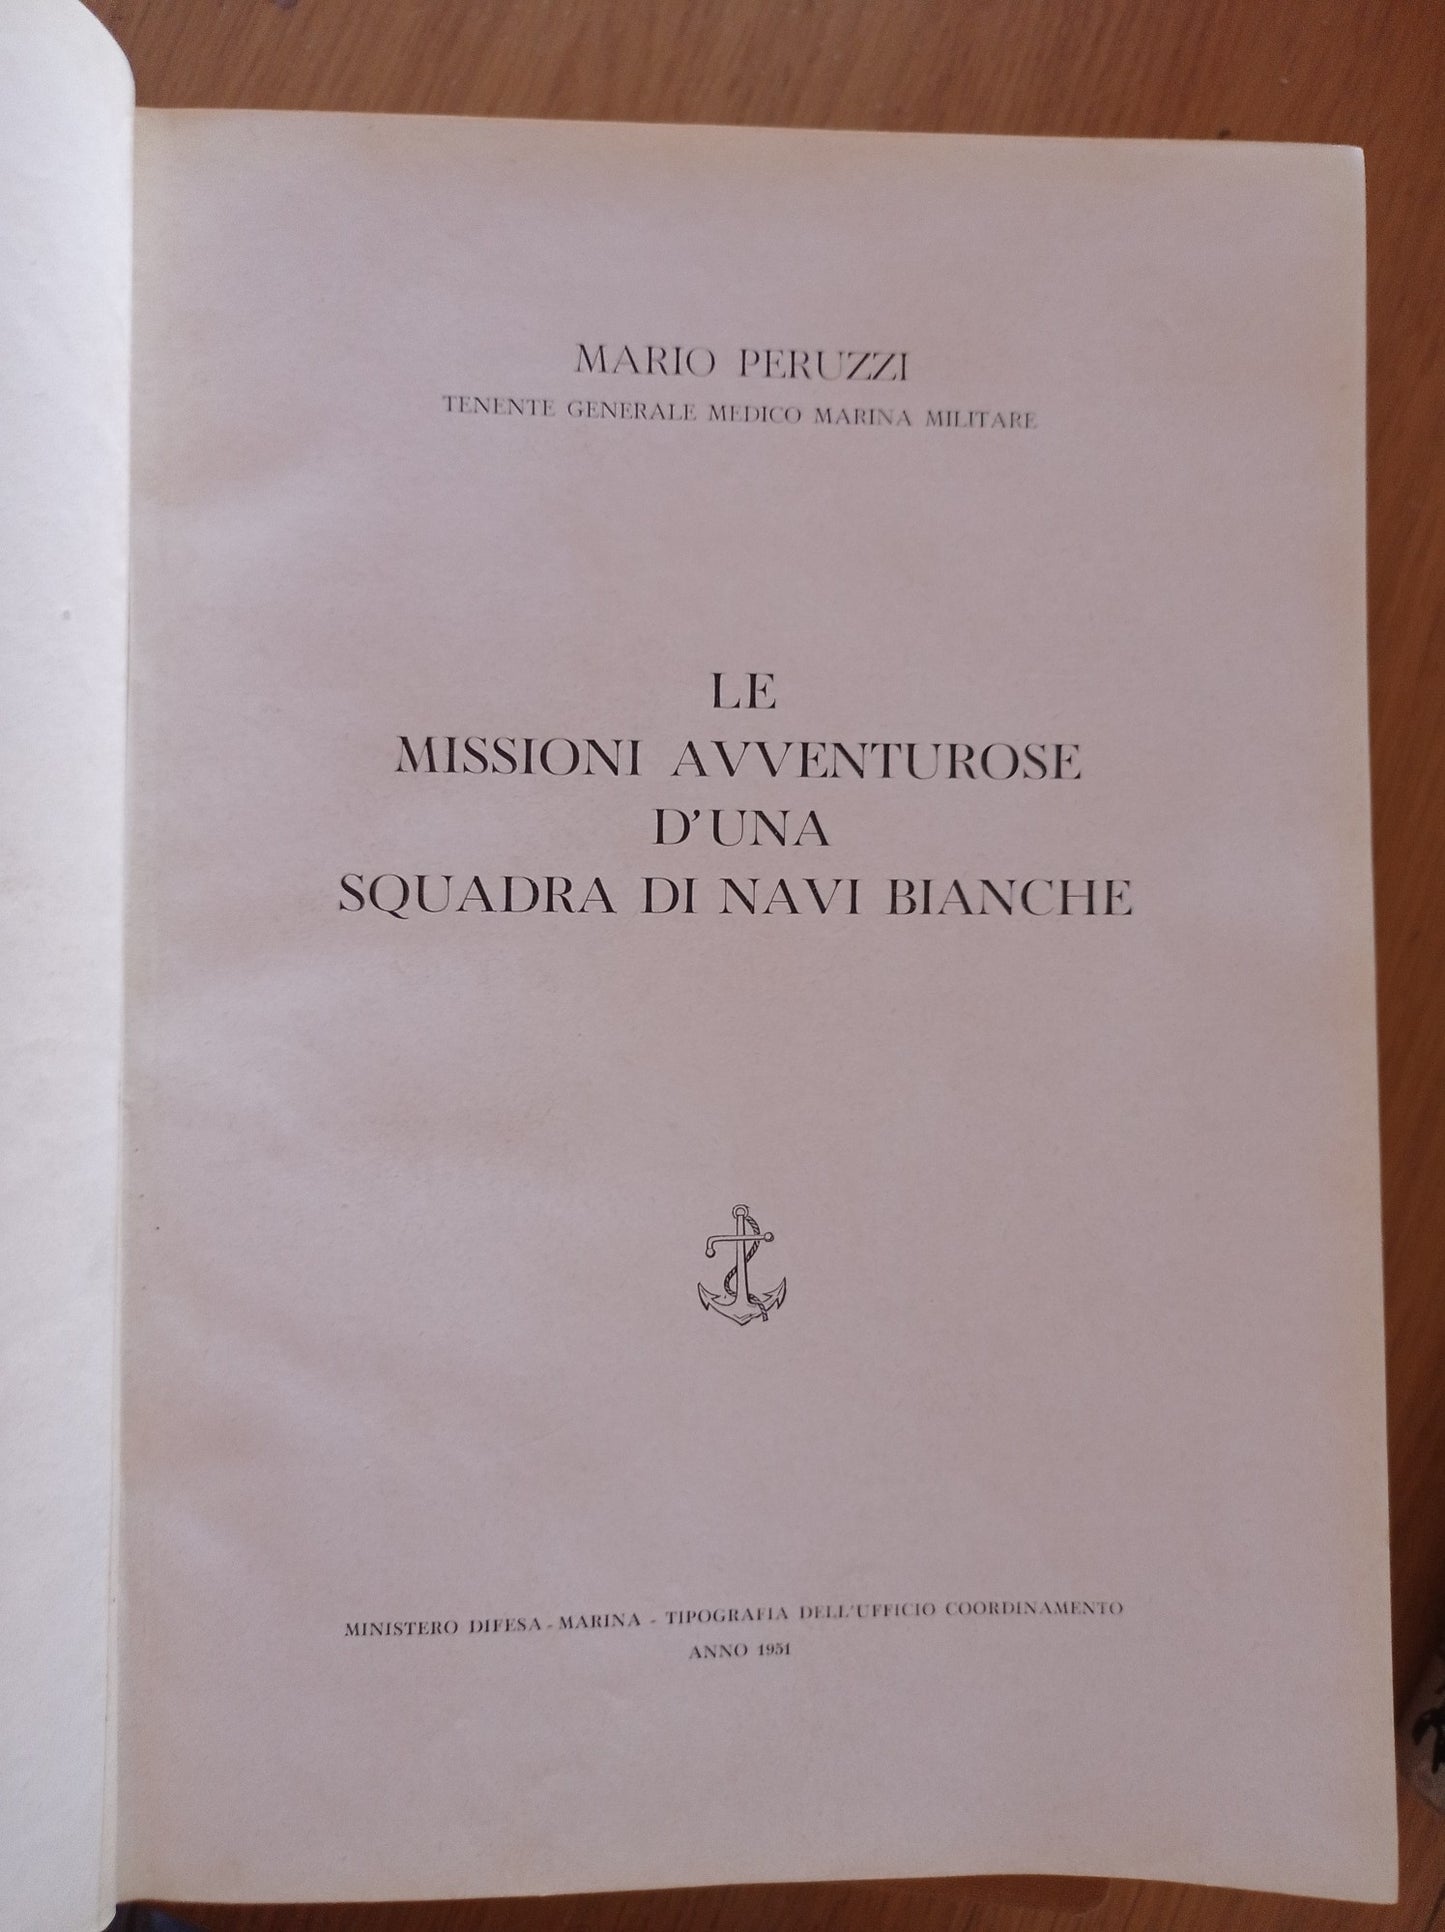 MARIO PERUZZI
TENENTE GENERALE MEDICO MARINA MILITARE
LE
MISSIONI AVVENTUROSE
D'UNA
SQUADRA DI NAVI BIANCHE
MINISTERO DIFESA - MARINA - TIPOGRAFIA DELL'UFFICIO COORDINAMENTO
ANNO 1951